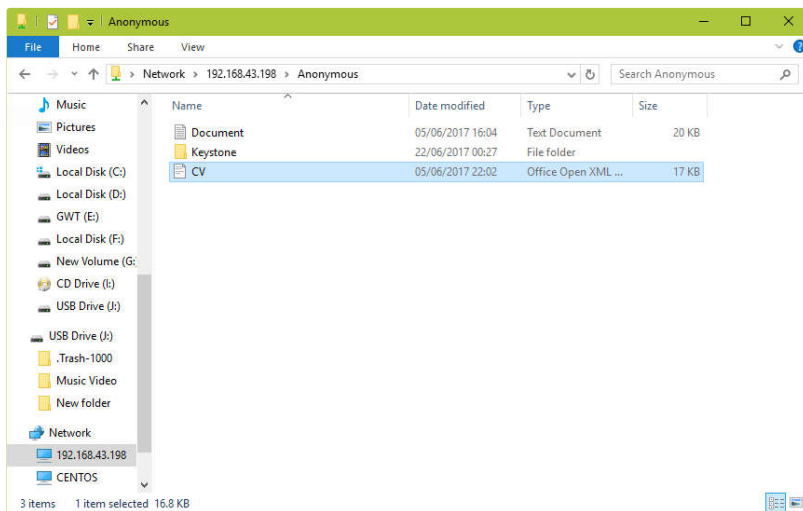 Anonymous
File Home Share View
Network > 192.168.43.198 > Anonymous
Search Anonymous
Name Date modified Type Size
Document 05/06/2017 16:04 Text Document 20 KB
Keystone 22/06/2017 00:27 File folder
CV 05/06/2017 22:02 Office Open XML ... 17 KB
Music
Pictures
Videos
Local Disk (C:)
Local Disk (D:)
GWT (E:)
Local Disk (F:)
New Volume (G:
CD Drive (I:)
USB Drive (J:)
USB Drive (J:)
.Trash-1000
Music Video
New folder
Network
192.168.43.198
CENTOS
3 items 1 item selected 16.8 KB